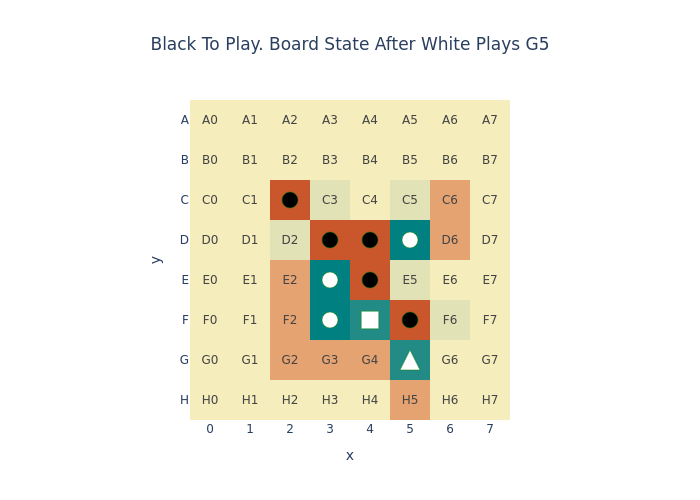 Black To Play. Board State After White Plays G5
A A0 A1 A2 A3 A4 A5 A6 A7
B B0 B1 B2 B3 B4 B5 B6 B7
C C0 C1 C3 C4 C5 C6 C7
D D0 D1 D2 D6 D7
E E0 E1 E2 E5 E6 E7
F F0 F1 F2 F6 F7
G G0 G1 G2 G3 G4 G6 G7
H H0 H1 H2 H3 H4 H5 H6 H7
0 1 2 3 4 5 6 7
x
y